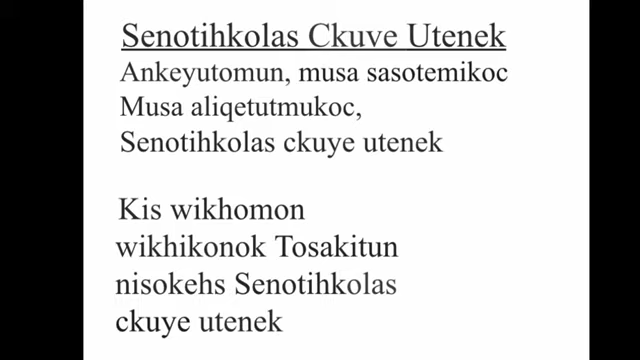 Senotihkolas Ckuve Utenek
Ankeyutomun, musa sasotemikoc
Musa aliqetutmukoc,
Senotihkolas ckuye utenek
Kis wikhomon
wikhikonok Tosakitun
nisokehs Senotihkolas
ckuye utenek